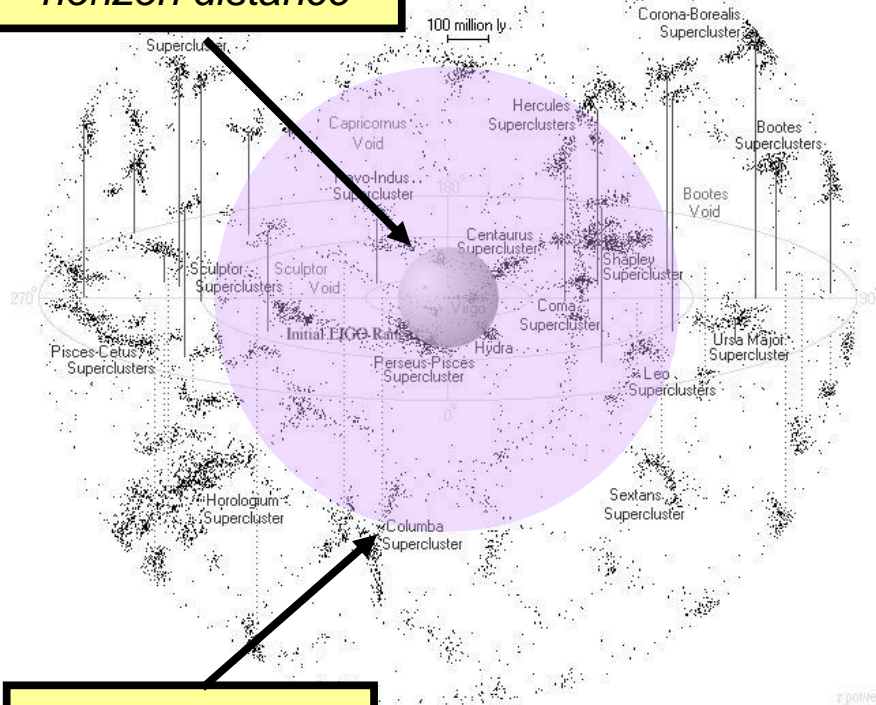 horizon distance
100 million ly
Corona-Borealis
Supercluster
Supercluster
Capricornus
Void
Hercules
Superclusters
Bootes
Superclusters
Pavo-Indus
Supercluster
180°
Bootes
Void
Centaurus
Supercluster
Sculptor
Superclusters
Sculptor
Void
Shapley
Supercluster
270°
90
Virgo
Coma
Supercluster
Initial LIGO Range
Hydra
Perseus-Pisces
Supercluster
Pisces-Cetus
Superclusters
Ursa Major
Supercluster
Leo
Superclusters
0°
Horologium
Supercluster
Sextans
Supercluster
Columba
Supercluster